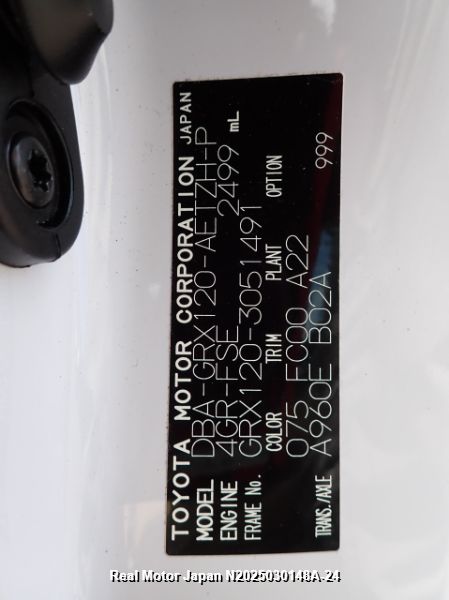 TOYOTA MOTOR CORPORATION JAPAN
MODEL DBA-GRX120-AETZH-P
ENGINE 4GR-FSE 2499 mL
FRAME No. GRX120-3051491
COLOR TRIM PLANT OPTION
075 FC00 A22 999
TRANS./AXLE A960E B02A
Real Motor Japan N2025030148A-24